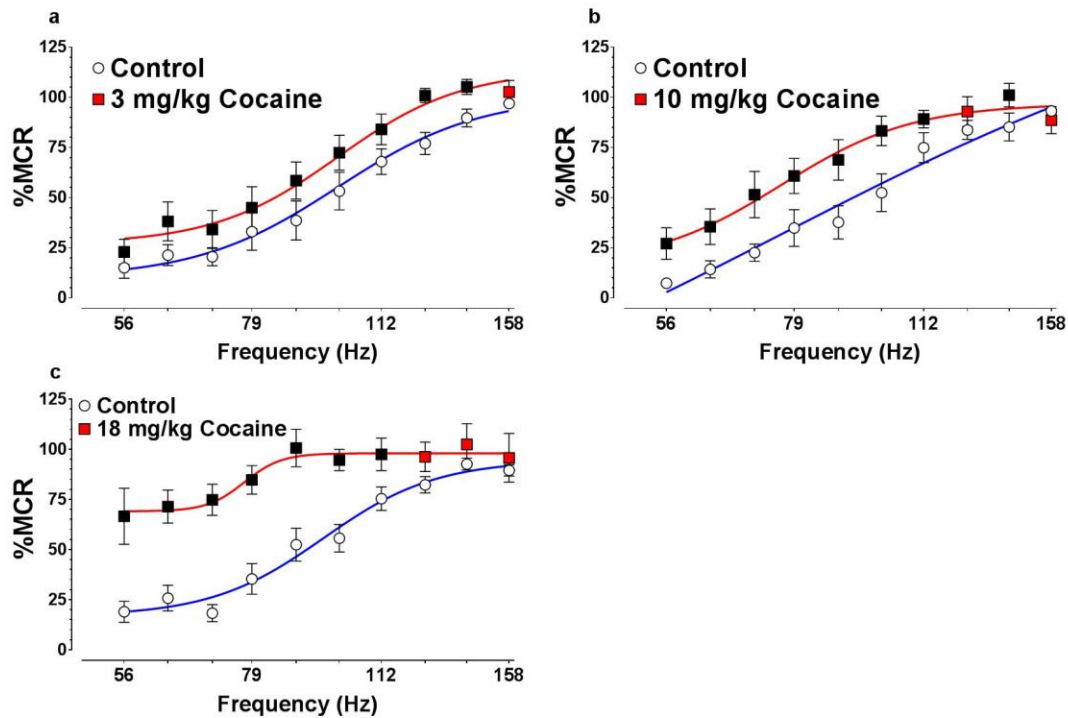 a
125
100
75
50
25
0
%MCR
Control
3 mg/kg Cocaine
56 79 112 158
Frequency (Hz)
b
125
100
75
50
25
0
%MCR
Control
10 mg/kg Cocaine
56 79 112 158
Frequency (Hz)
c
125
100
75
50
25
0
%MCR
Control
18 mg/kg Cocaine
56 79 112 158
Frequency (Hz)